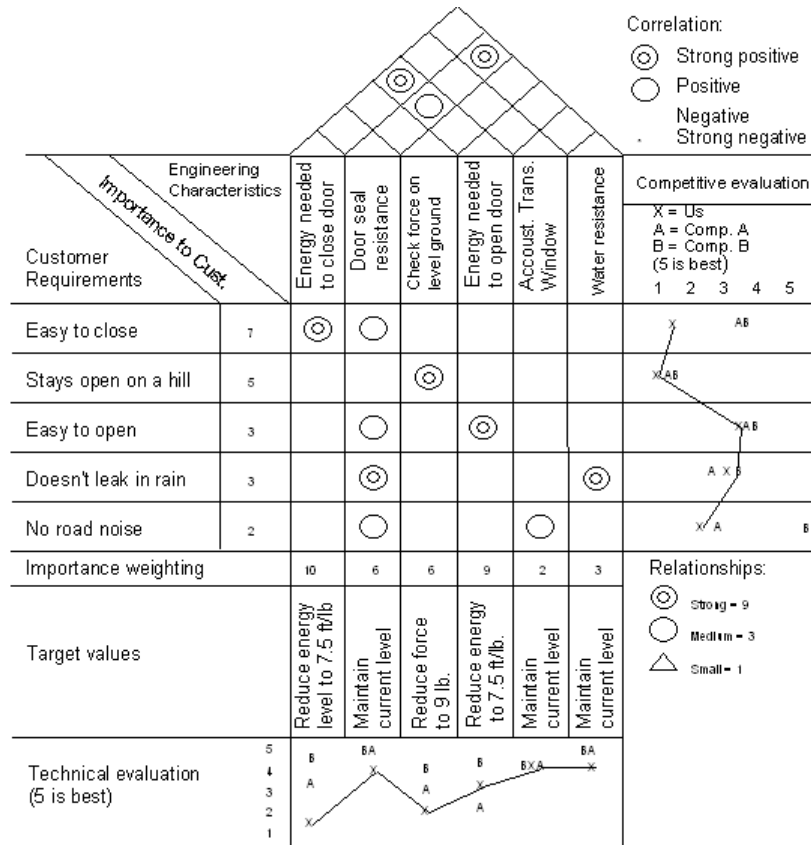 Correlation:
Strong positive
Positive
Negative
Strong negative
Engineering
Characteristics
Importance to Cust.
Customer
Requirements
Energy needed
to close door
Door seal
resistance
Check force on
level ground
Energy needed
to open door
Accoust. Trans.
Window
Water resistance
Competitive evaluation
X = Us
A = Comp. A
B = Comp. B
(5 is best)
1 2 3 4 5
Easy to close 7 X AB
Stays open on a hill 5 X AB
Easy to open 3 X A B
Doesn't leak in rain 3 A X B
No road noise 2 X A B
Importance weighting 10 6 6 9 2 3
Relationships:
Strong = 9
Medium = 3
Small = 1
Target values
Reduce energy
level to 7.5 ft/lb
Maintain
current level
Reduce force
to 9 lb.
Reduce energy
to 7.5 ft/lb.
Maintain
current level
Maintain
current level
Technical evaluation
(5 is best)
5
4
3
2
1
B
A
X
B A
X
B
A
X
B
X
A
B X A
B A
X